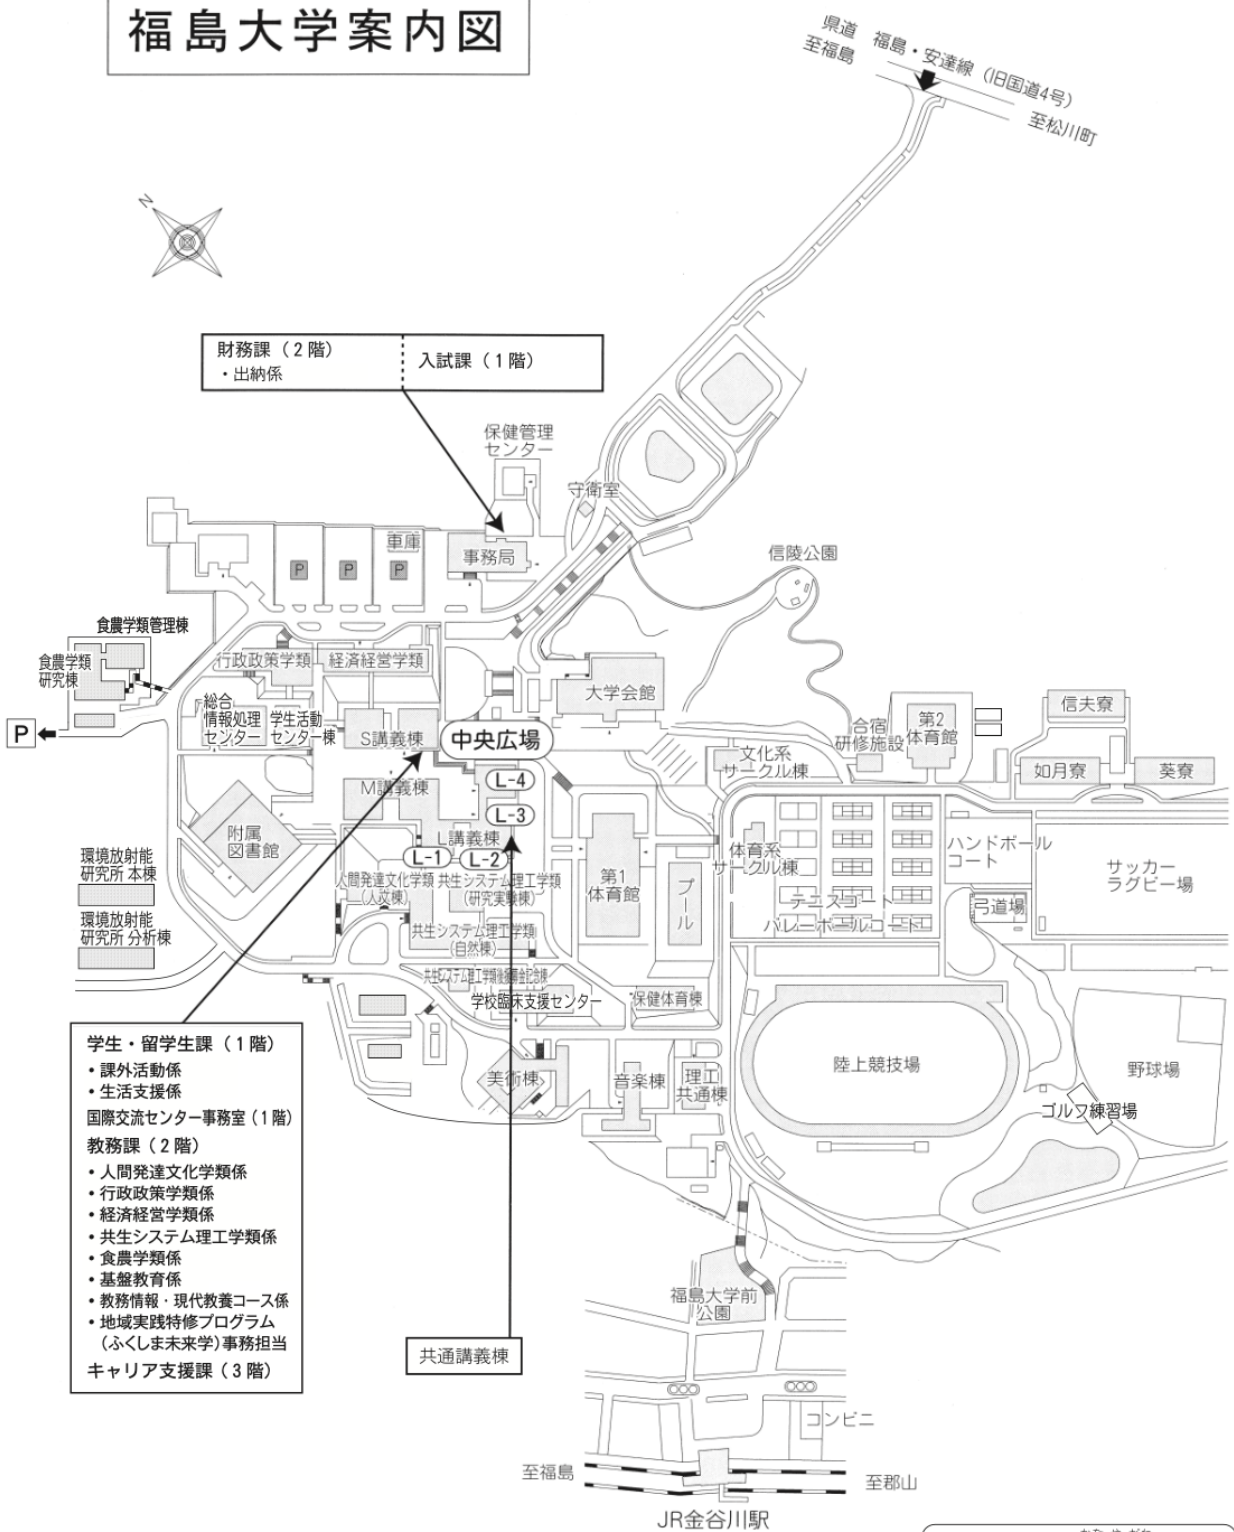 福島大学案内図
県道 福島・安達線（旧国道4号）
至福島
至松川町
N
財務課（２階）
・出納係
入試課（１階）
保健管理
センター
守衛室
車庫
事務局
P
P
P
信陵公園
食農学類管理棟
食農学類
研究棟
P
行政政策学類
経済経営学類
大学会館
総合
情報処理
センター
学生活動
センター棟
S講義棟
中央広場
合宿
研修施設
第2
体育館
信夫寮
如月寮
葵寮
文化系
サークル棟
M講義棟
L-4
L-3
L講義棟
L-1
L-2
附属
図書館
環境放射能
研究所 本棟
環境放射能
研究所 分析棟
人間発達文化学類
（人文棟）
共生システム理工学類
（研究実験棟）
共生システム理工学類
（自然棟）
学校臨床支援センター
第1
体育館
プール
体育系
サークル棟
テニスコート
バレーボールコート
ハンドボール
コート
弓道場
サッカー
ラグビー場
保健体育棟
美術棟
音楽棟
理工
共通棟
陸上競技場
野球場
ゴルフ練習場
学生・留学生課（１階）
・課外活動係
・生活支援係
国際交流センター事務室（１階）
教務課（２階）
・人間発達文化学類係
・行政政策学類係
・経済経営学類係
・共生システム理工学類係
・食農学類係
・基盤教育係
・教務情報・現代教養コース係
・地域実践特修プログラム
（ふくしま未来学）事務担当
キャリア支援課（３階）
共通講義棟
福島大学前
公園
コンビニ
至福島
至郡山
JR金谷川駅